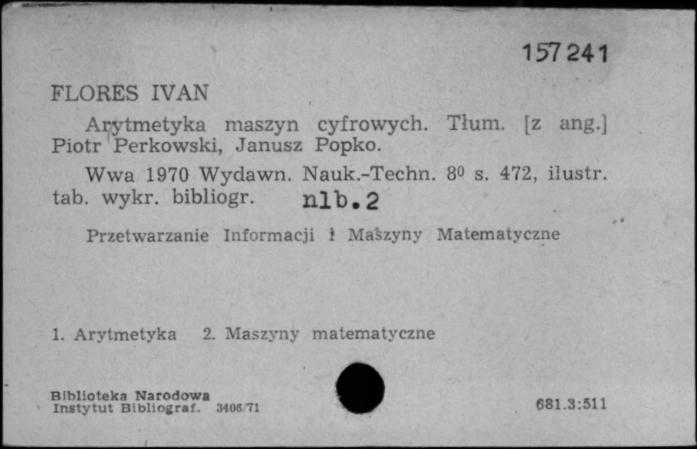 157241
FLORES IVAN
Arytmetyka maszyn cyfrowych. Tłum. [z ang.]
Piotr Perkowski, Janusz Popko.
Wwa 1970 Wydawn. Nauk.-Techn. 8⁰ s. 472, ilustr.
tab. wykr. bibliogr. nlb.2
Przetwarzanie Informacji i Maszyny Matematyczne
1. Arytmetyka 2. Maszyny matematyczne
Biblioteka Narodowa
Instytut Bibliograf. 3406/71
681.3:511